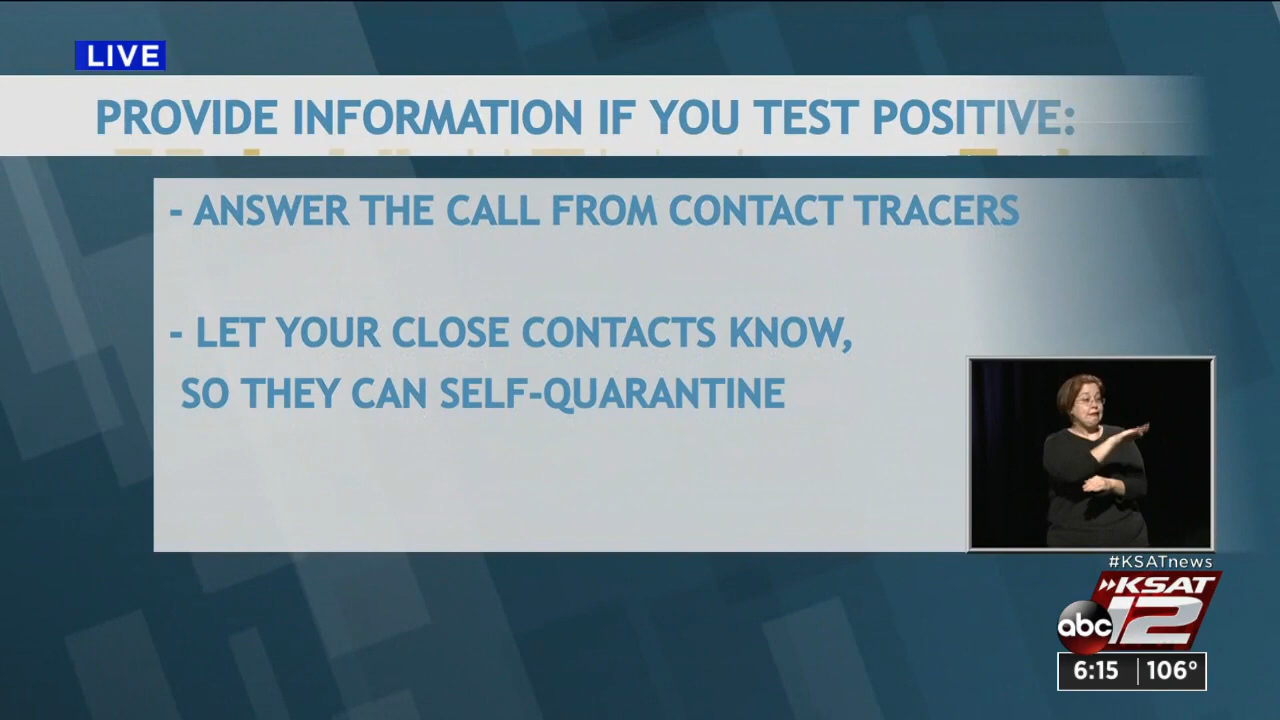 LIVE
PROVIDE INFORMATION IF YOU TEST POSITIVE:
- ANSWER THE CALL FROM CONTACT TRACERS
- LET YOUR CLOSE CONTACTS KNOW,
SO THEY CAN SELF-QUARANTINE
#KSATnews
KSAT
abc 12
6:15 106°